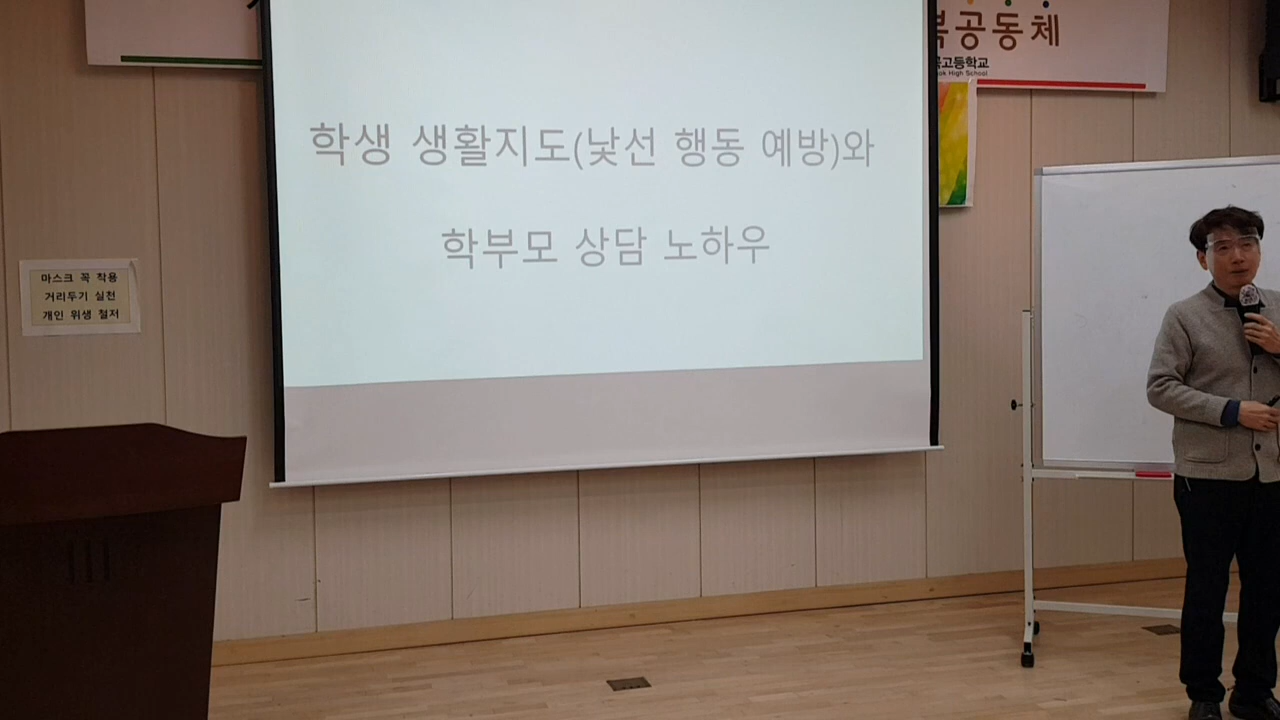 공동체
고등학교
High School
학생 생활지도(낯선 행동 예방)와
학부모 상담 노하우
마스크 꼭 착용
거리두기 실천
개인 위생 철저